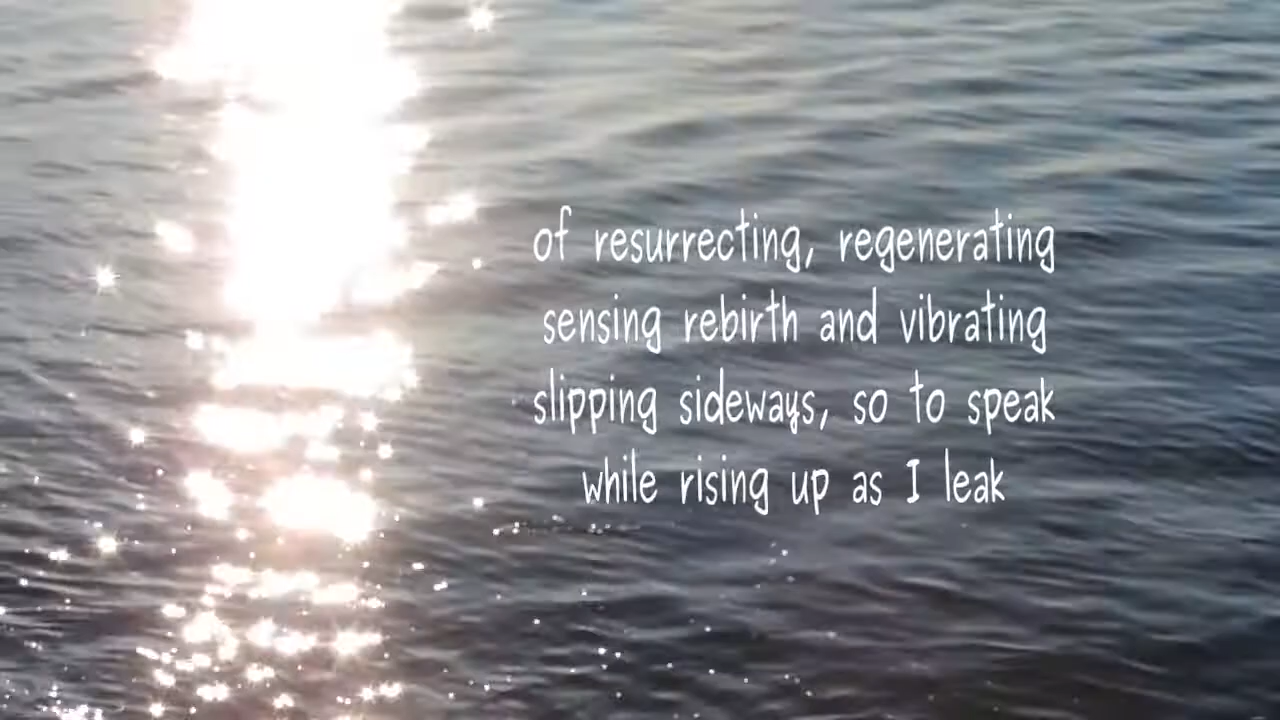 of resurrecting, regenerating
sensing rebirth and vibrating
slipping sideways, so to speak
while rising up as I leak